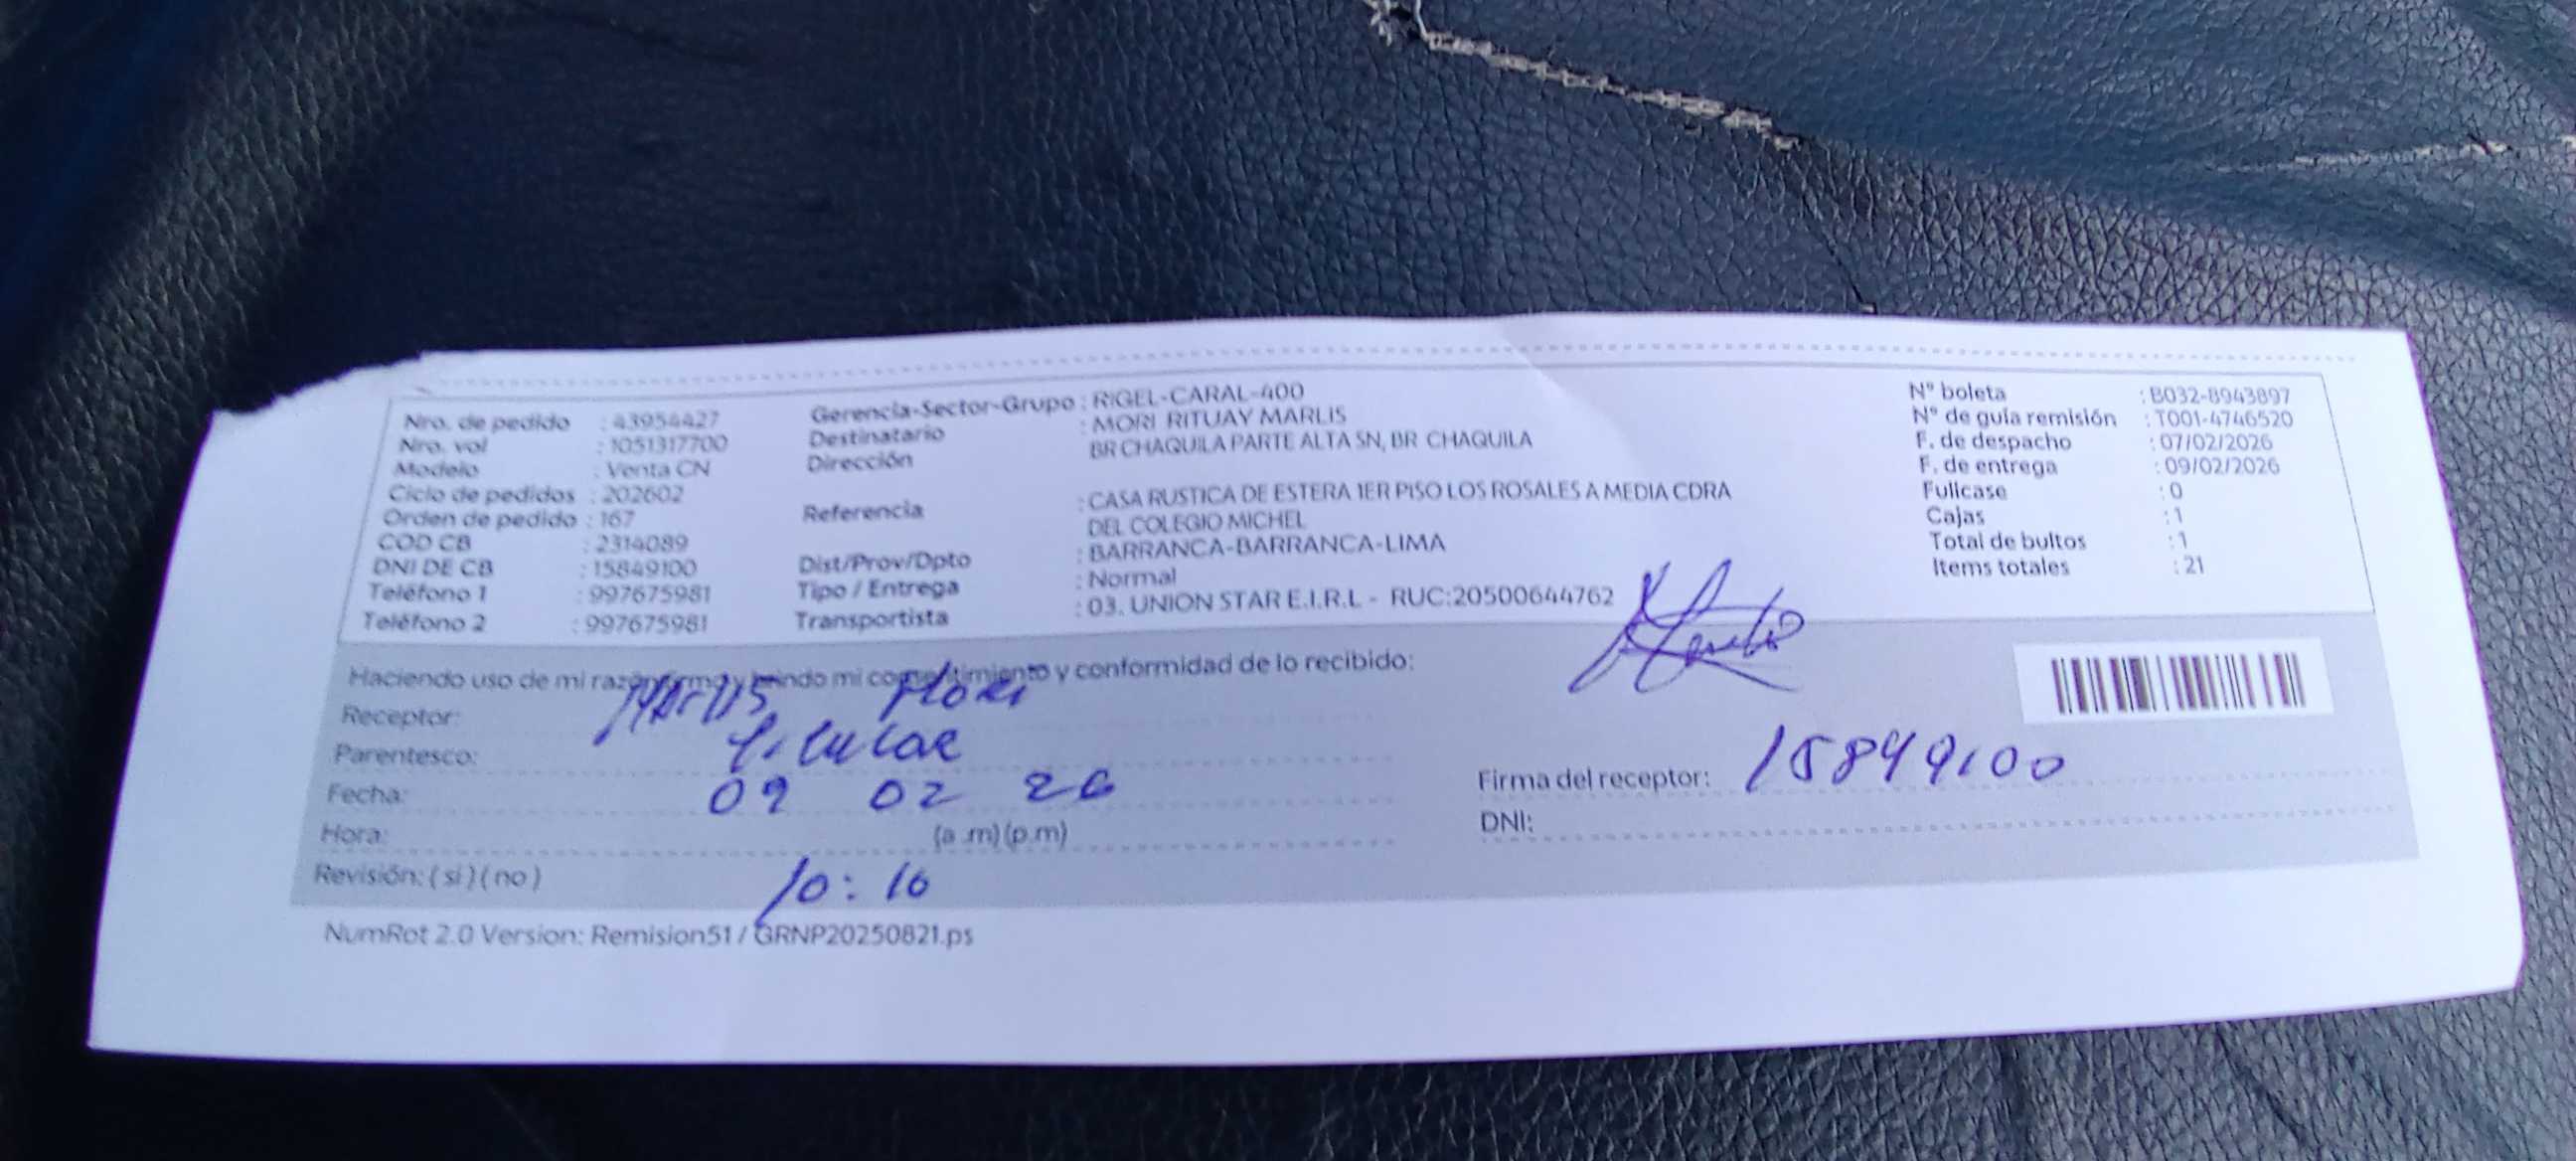 Nro. de pedido : 43954427
Nro. vol : 1051317700
Modelo : Venta CN
Ciclo de pedidos : 202602
Orden de pedido : 167
COD CB : 2314089
DNI DE CB : 15849100
Teléfono 1 : 997675981
Teléfono 2 : 997675981
Gerencia-Sector-Grupo : RIGEL-CARAL-400
Destinatario : MORI RITUAY MARLIS
Dirección BR CHAQUILA PARTE ALTA SN, BR CHAQUILA
Referencia : CASA RUSTICA DE ESTERA 1ER PISO LOS ROSALES A MEDIA CDRA
DEL COLEGIO MICHEL
Dist/Prov/Dpto : BARRANCA-BARRANCA-LIMA
Tipo / Entrega : Normal
Transportista : 03. UNION STAR E.I.R.L - RUC:20500644762
N° boleta : B032-8943897
N° de guía remisión : T001-4746520
F. de despacho : 07/02/2026
F. de entrega : 09/02/2026
Fullcase : 0
Cajas : 1
Total de bultos : 1
Items totales : 21
Haciendo uso de mi razón firmo y brindo mi consentimiento y conformidad de lo recibido:
Receptor: Marlis Mori
Parentesco: Titular
Fecha: 09 02 26
Hora: (a .m) (p.m)
Revisión: ( si ) ( no ) 10:16
Firma del receptor: 15849100
DNI:
NumRot 2.0 Version: Remision51 / GRNP20250821.ps